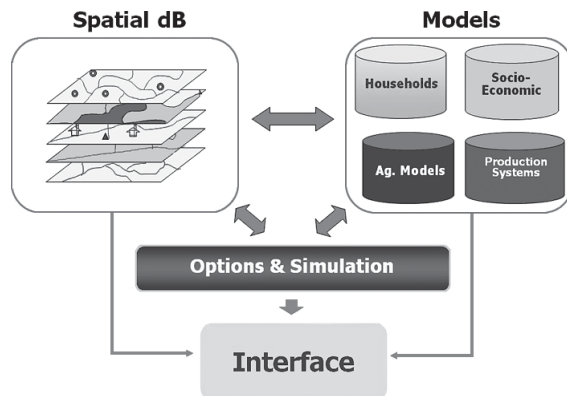 Spatial dB
Models
Households
Socio-
Economic
Ag. Models
Production
Systems
Options & Simulation
Interface